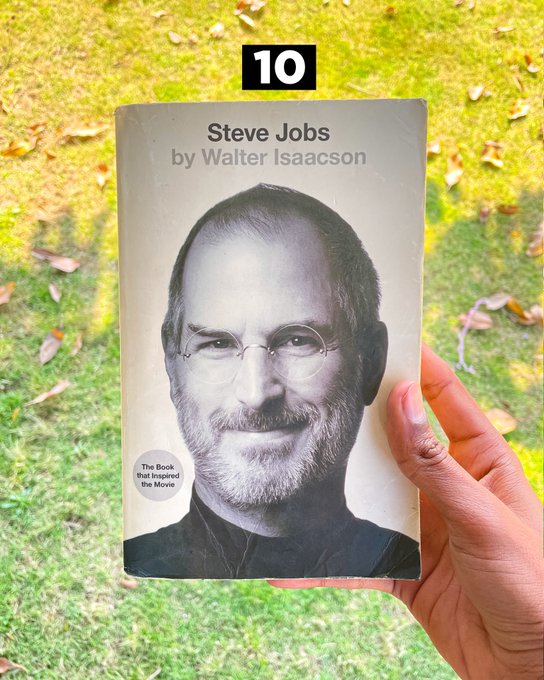 10
Steve Jobs
by Walter Isaacson
The Book
that Inspired
the Movie